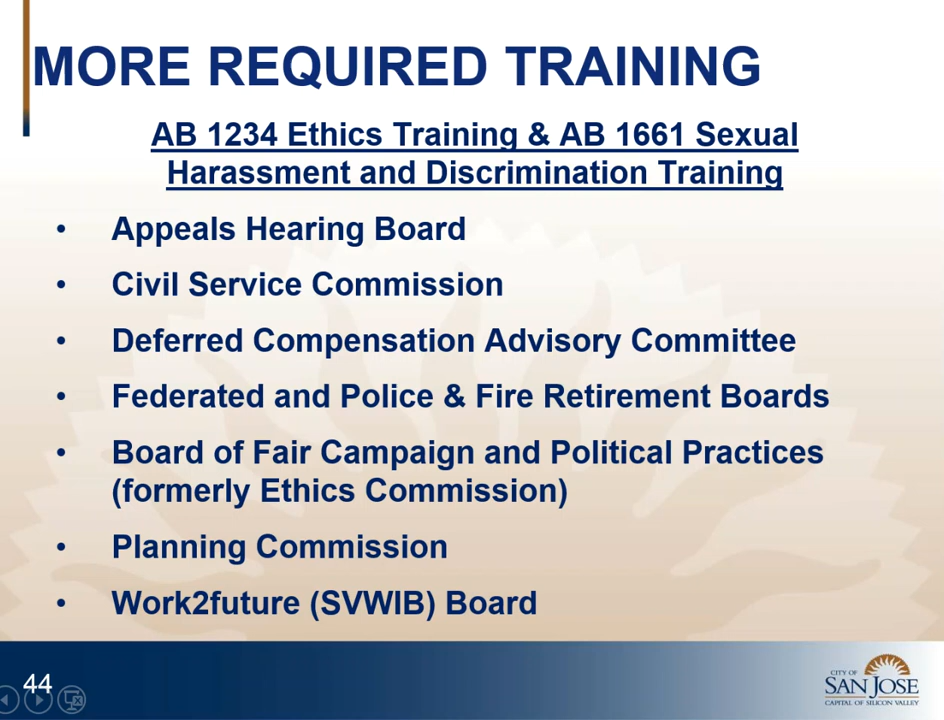 MORE REQUIRED TRAINING
AB 1234 Ethics Training & AB 1661 Sexual
Harassment and Discrimination Training
• Appeals Hearing Board
• Civil Service Commission
• Deferred Compensation Advisory Committee
• Federated and Police & Fire Retirement Boards
• Board of Fair Campaign and Political Practices
(formerly Ethics Commission)
• Planning Commission
• Work2future (SVWIB) Board
44
CITY OF
SAN JOSE
CAPITAL OF SILICON VALLEY